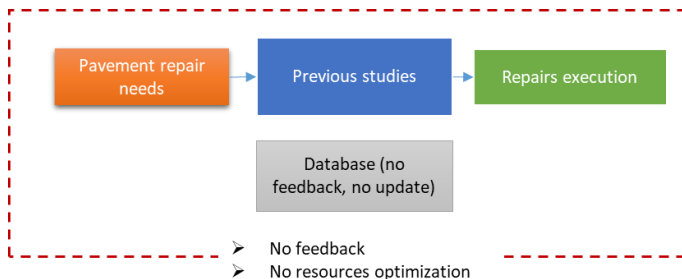 Pavement repair
needs
Previous studies
Repairs execution
Database (no
feedback, no update)
➢ No feedback
➢ No resources optimization